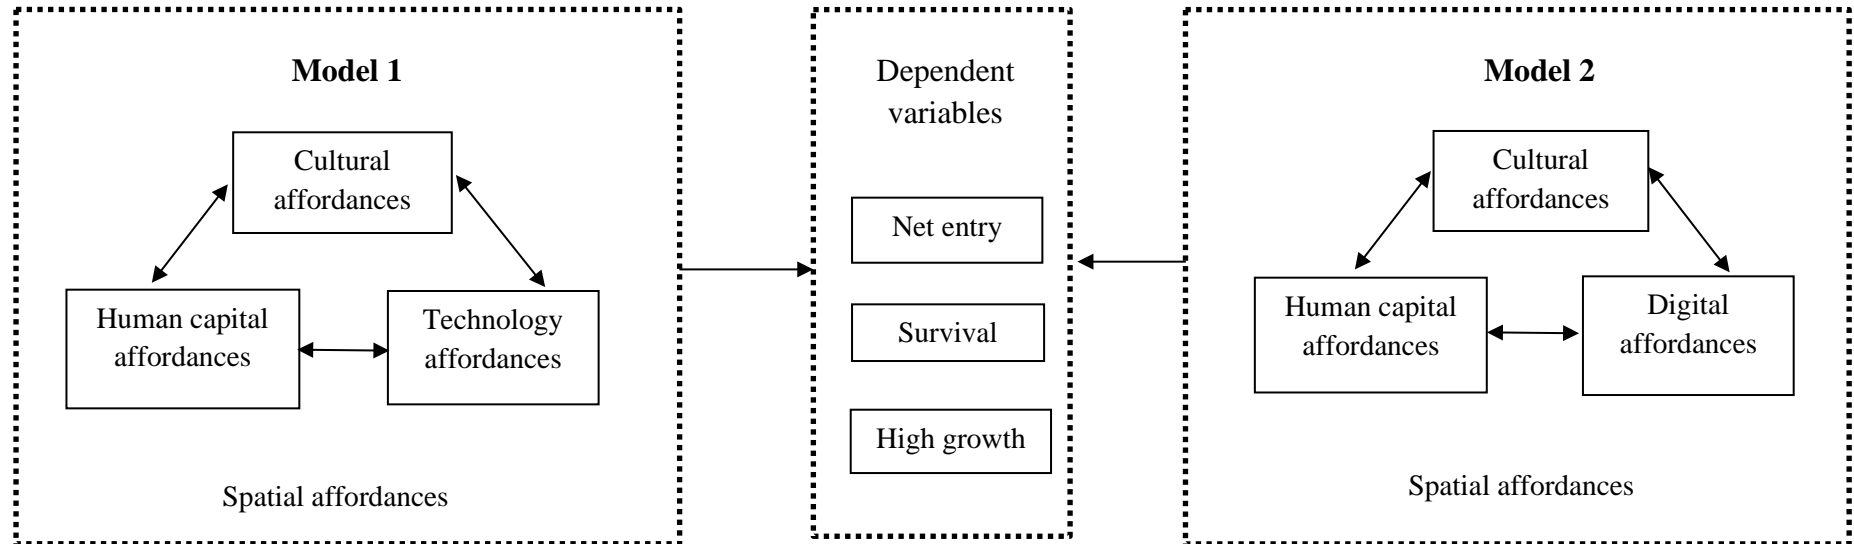 Model 1
Cultural
affordances
Human capital
affordances
Technology
affordances
Spatial affordances
Dependent
variables
Net entry
Survival
High growth
Model 2
Cultural
affordances
Human capital
affordances
Digital
affordances
Spatial affordances